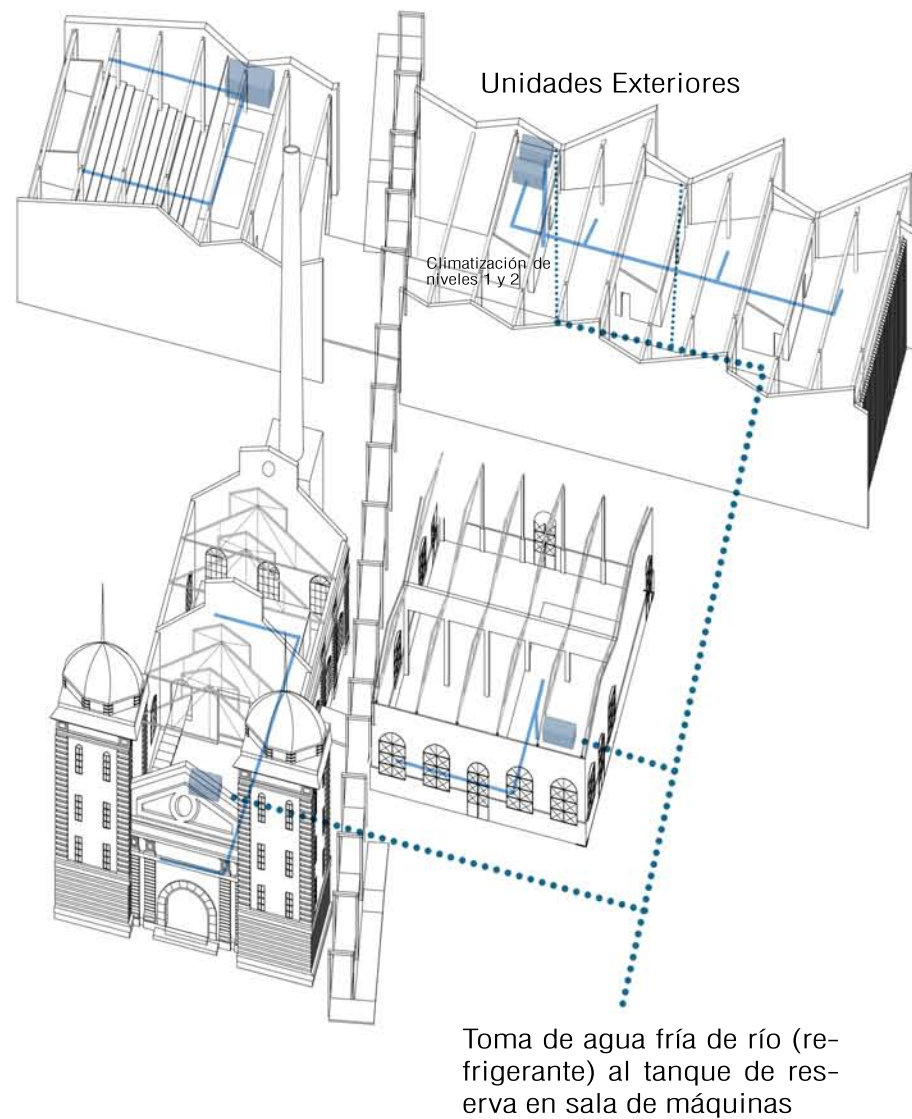 Unidades Exteriores
Climatización de
niveles 1 y 2
Toma de agua fría de río (re-
frigerante) al tanque de res-
erva en sala de máquinas